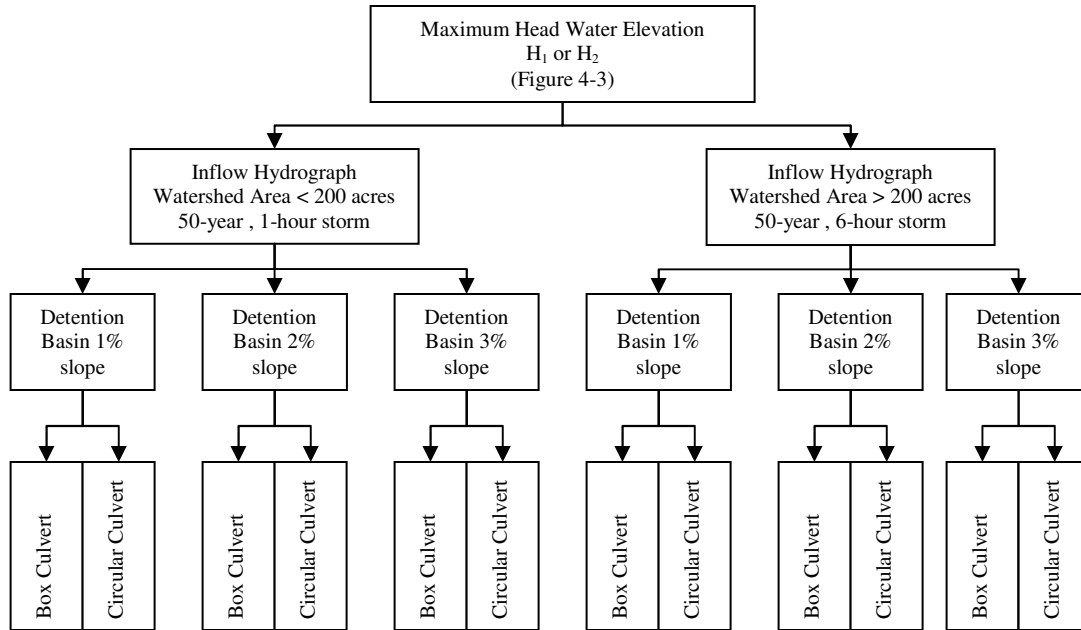 Maximum Head Water Elevation
H₁ or H₂
(Figure 4-3)
Inflow Hydrograph
Watershed Area < 200 acres
50-year , 1-hour storm
Inflow Hydrograph
Watershed Area > 200 acres
50-year , 6-hour storm
Detention
Basin 1%
slope
Detention
Basin 2%
slope
Detention
Basin 3%
slope
Detention
Basin 1%
slope
Detention
Basin 2%
slope
Detention
Basin 3%
slope
Box Culvert
Circular Culvert
Box Culvert
Circular Culvert
Box Culvert
Circular Culvert
Box Culvert
Circular Culvert
Box Culvert
Circular Culvert
Box Culvert
Circular Culvert